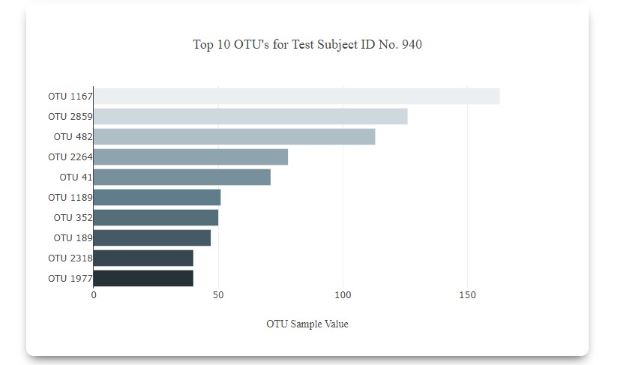 Top 10 OTU's for Test Subject ID No. 940
OTU 1167
OTU 2859
OTU 482
OTU 2264
OTU 41
OTU 1189
OTU 352
OTU 189
OTU 2318
OTU 1977
0 50 100 150
OTU Sample Value